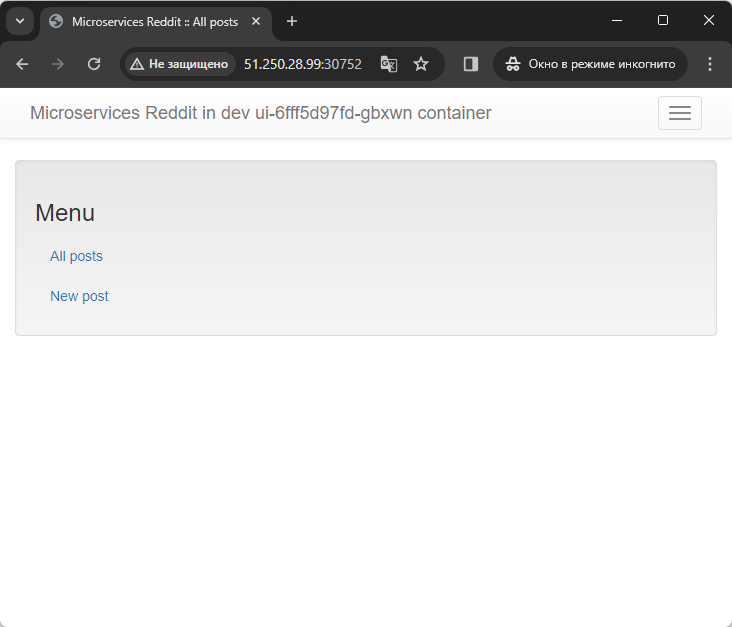 Microservices Reddit :: All posts
Не защищено 51.250.28.99:30752 Окно в режиме инкогнито
Microservices Reddit in dev ui-6fff5d97fd-gbxwn container
Menu
All posts
New post